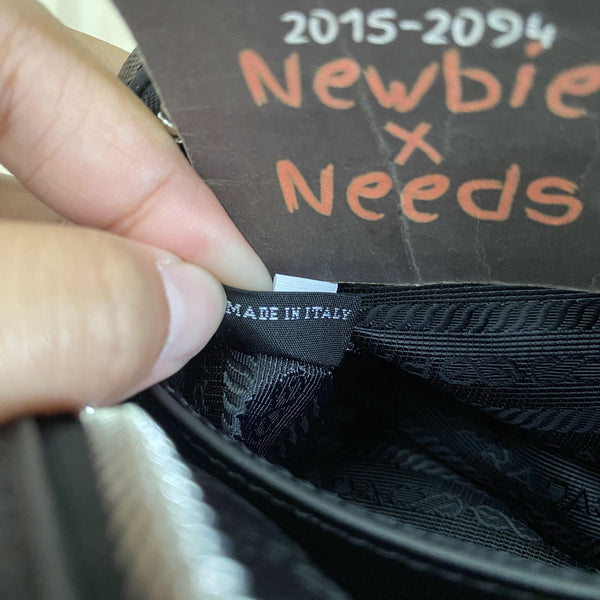 2015-2094
Newbie
x
Needs
MADE IN ITALY